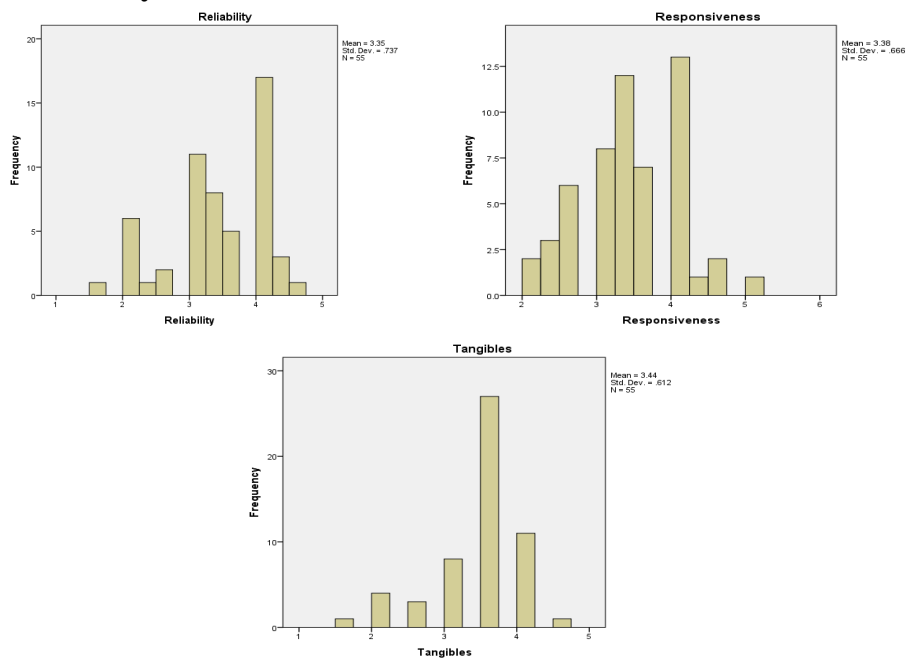 Reliability
Mean = 3.35
Std. Dev. = .737
N = 55
Frequency
20
15
10
5
0
1 2 3 4 5
Reliability
Responsiveness
Mean = 3.38
Std. Dev. = .666
N = 55
Frequency
12.5
10.0
7.5
5.0
2.5
0.0
2 3 4 5 6
Responsiveness
Tangibles
Mean = 3.44
Std. Dev. = .612
N = 55
Frequency
30
20
10
0
1 2 3 4 5
Tangibles